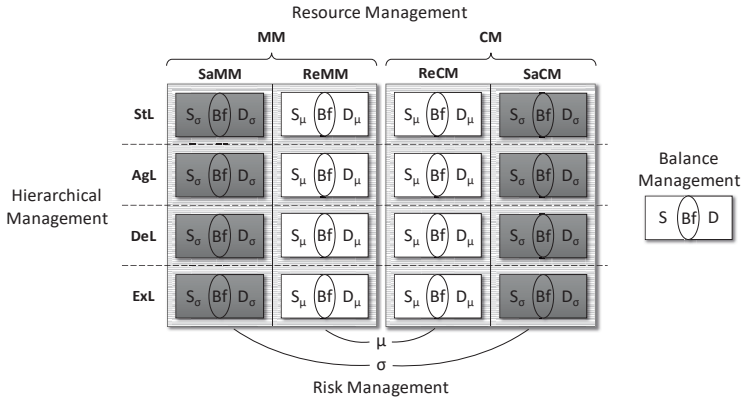 Resource Management
MM CM
SaMM ReMM ReCM SaCM
StL Sσ Bf Dσ Sμ Bf Dμ Sμ Bf Dμ Sσ Bf Dσ
AgL Sσ Bf Dσ Sμ Bf Dμ Sμ Bf Dμ Sσ Bf Dσ
DeL Sσ Bf Dσ Sμ Bf Dμ Sμ Bf Dμ Sσ Bf Dσ
ExL Sσ Bf Dσ Sμ Bf Dμ Sμ Bf Dμ Sσ Bf Dσ
Hierarchical
Management
Balance
Management
S Bf D
μ
σ
Risk Management